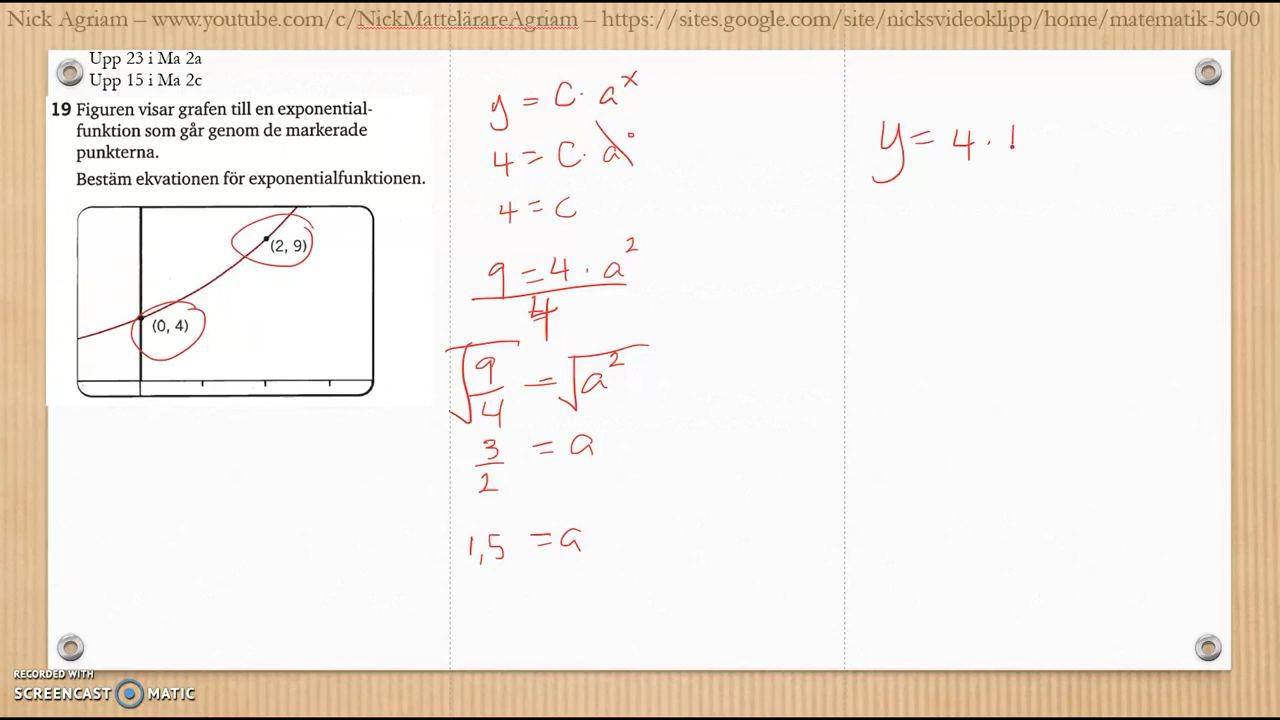 Nick Agriam – www.youtube.com/c/NickMattelärareAgriam – https://sites.google.com/site/nicksvideoklipp/home/matematik-5000
Upp 23 i Ma 2a
Upp 15 i Ma 2c
19 Figuren visar grafen till en exponential-
funktion som går genom de markerade
punkterna.
Bestäm ekvationen för exponentialfunktionen.
(2, 9)
(0, 4)
y = C · a^x
4 = C · a^0
4 = C
9 = 4 · a^2
4
√(9/4) = √(a^2)
3/2 = a
1,5 = a
y = 4 · 1
RECORDED WITH
SCREENCAST MATIC